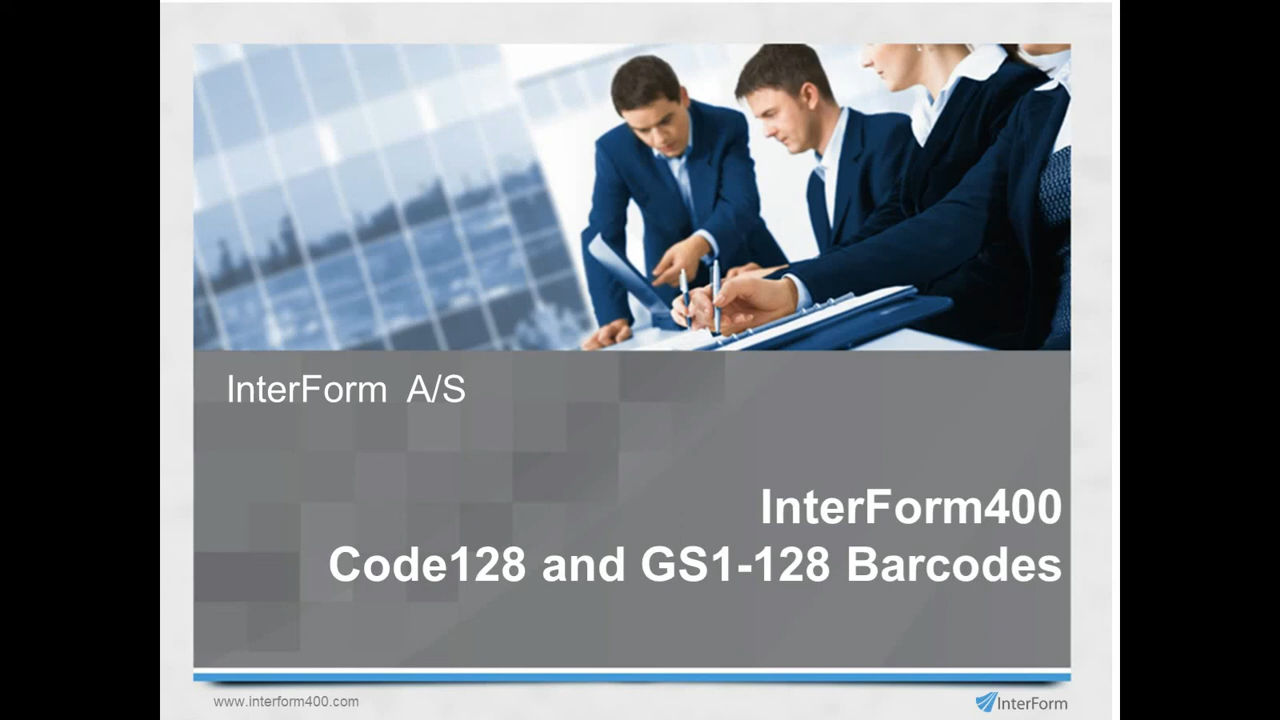 InterForm A/S
InterForm400
Code128 and GS1-128 Barcodes
www.interform400.com
InterForm